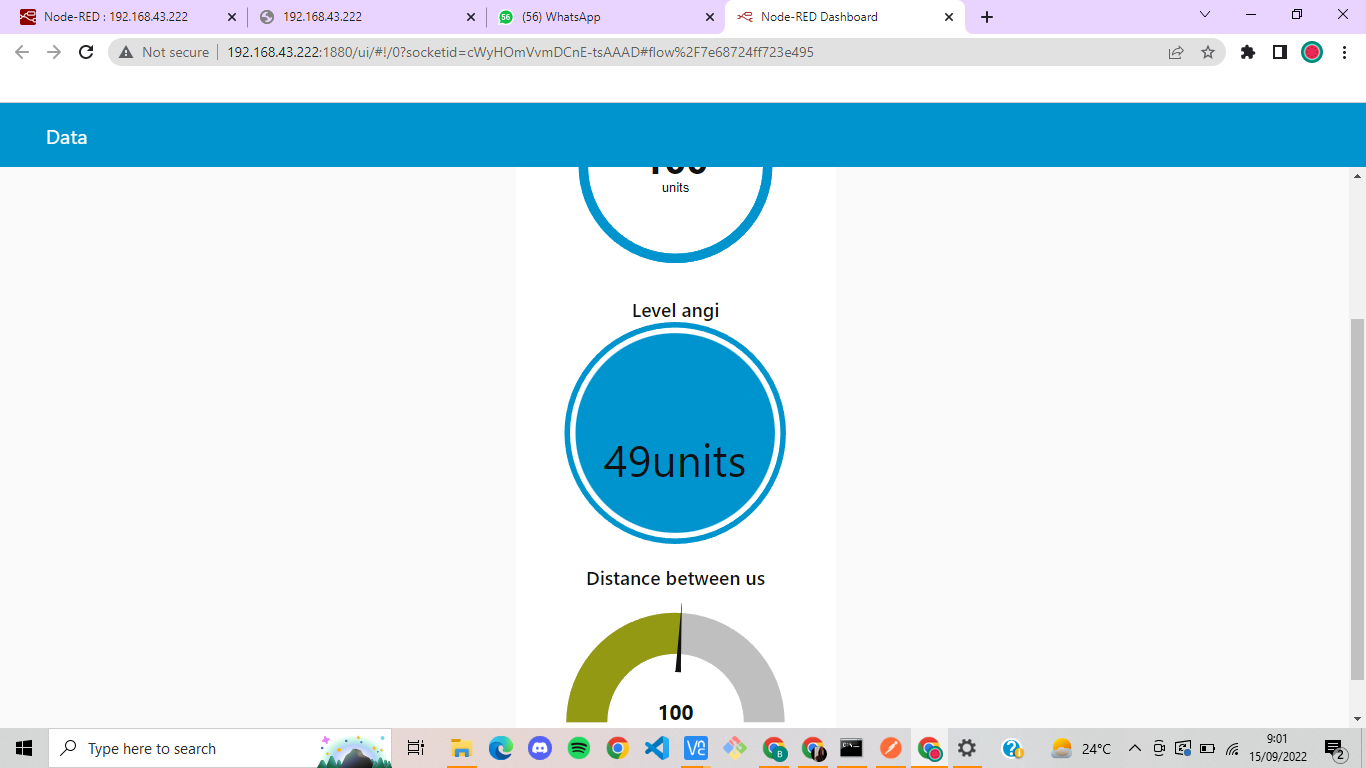 Node-RED : 192.168.43.222
192.168.43.222
(56) WhatsApp
Node-RED Dashboard
Not secure
192.168.43.222:1880/ui/#!/0?socketid=cWyHOmVvmDCnE-tsAAAD#flow%2F7e68724ff723e495
Data
units
Level angi
49units
Distance between us
100
Type here to search
24°C
9:01
15/09/2022
2